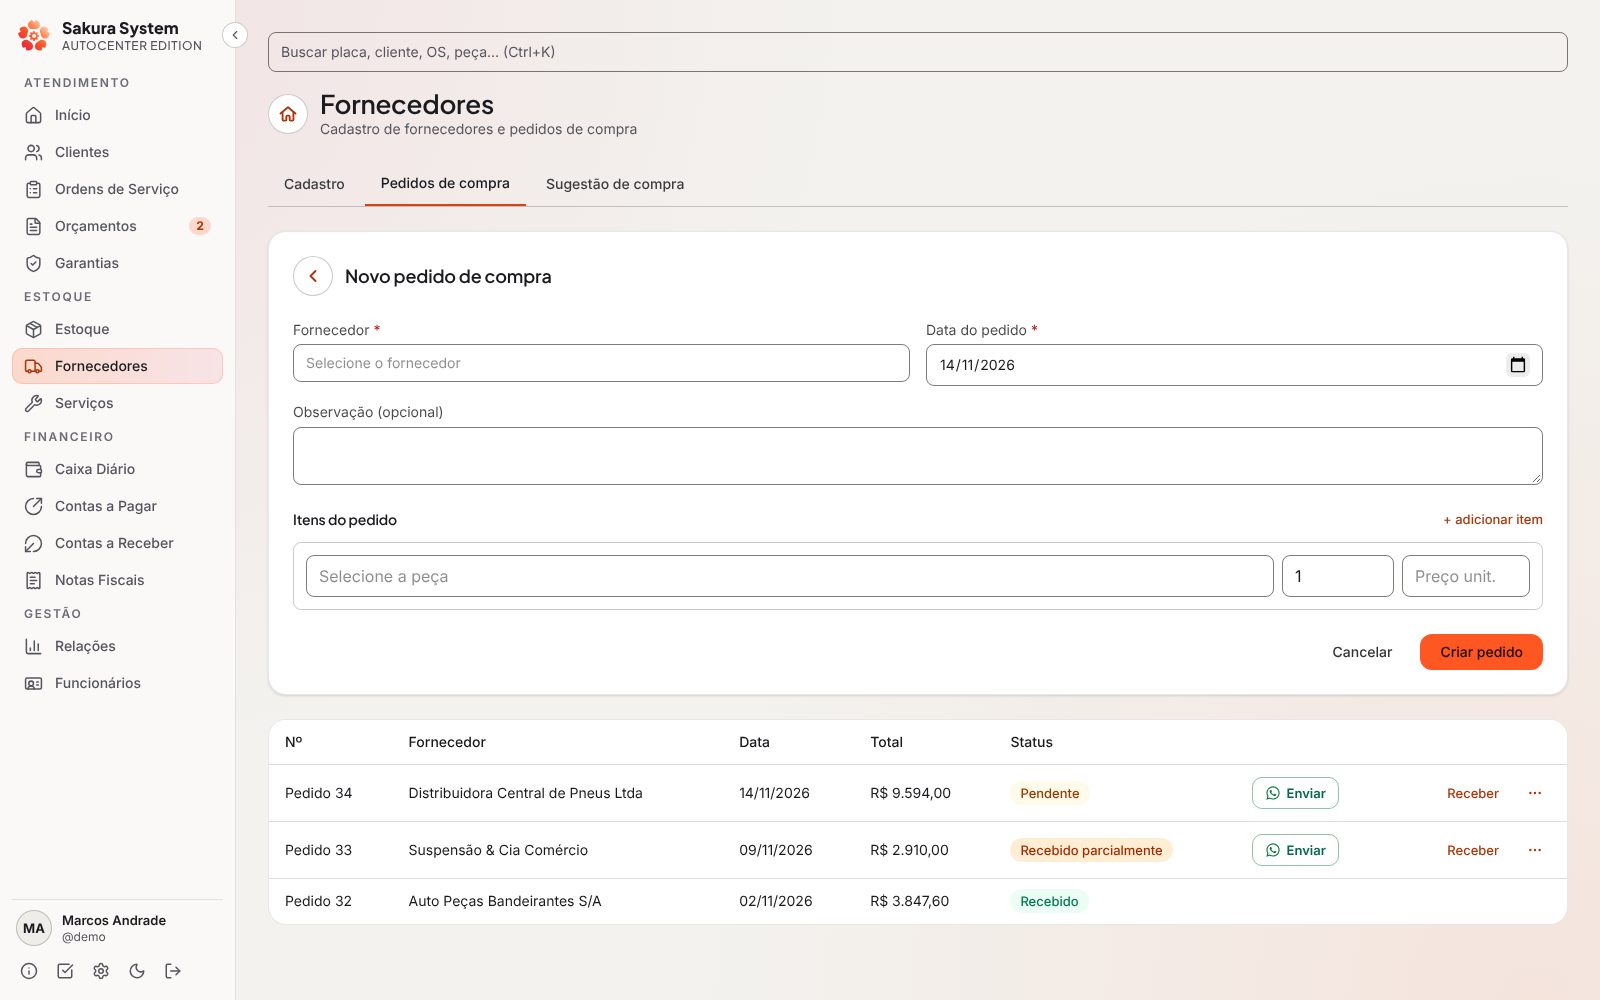 Sakura System
AUTOCENTER EDITION
ATENDIMENTO
Início
Clientes
Ordens de Serviço
Orçamentos 2
Garantias
ESTOQUE
Estoque
Fornecedores
Serviços
FINANCEIRO
Caixa Diário
Contas a Pagar
Contas a Receber
Notas Fiscais
GESTÃO
Relações
Funcionários
MA
Marcos Andrade
@demo
Buscar placa, cliente, OS, peça... (Ctrl+K)
Fornecedores
Cadastro de fornecedores e pedidos de compra
Cadastro Pedidos de compra Sugestão de compra
Novo pedido de compra
Fornecedor * Data do pedido *
Selecione o fornecedor 14/11/2026
Observação (opcional)
Itens do pedido + adicionar item
Selecione a peça 1 Preço unit.
Cancelar Criar pedido
Nº Fornecedor Data Total Status
Pedido 34 Distribuidora Central de Pneus Ltda 14/11/2026 R$ 9.594,00 Pendente Enviar Receber ...
Pedido 33 Suspensão & Cia Comércio 09/11/2026 R$ 2.910,00 Recebido parcialmente Enviar Receber ...
Pedido 32 Auto Peças Bandeirantes S/A 02/11/2026 R$ 3.847,60 Recebido